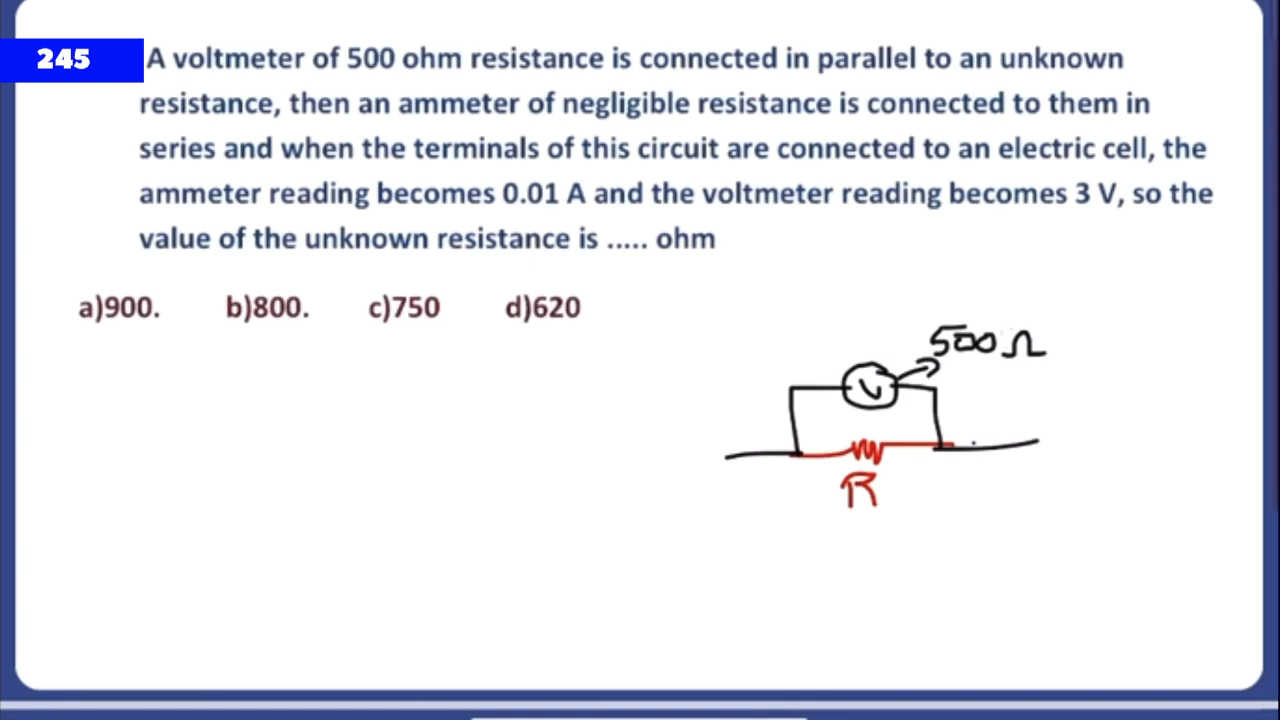 245
A voltmeter of 500 ohm resistance is connected in parallel to an unknown
resistance, then an ammeter of negligible resistance is connected to them in
series and when the terminals of this circuit are connected to an electric cell, the
ammeter reading becomes 0.01 A and the voltmeter reading becomes 3 V, so the
value of the unknown resistance is ..... ohm
a)900. b)800. c)750 d)620
500 Ω
V
R